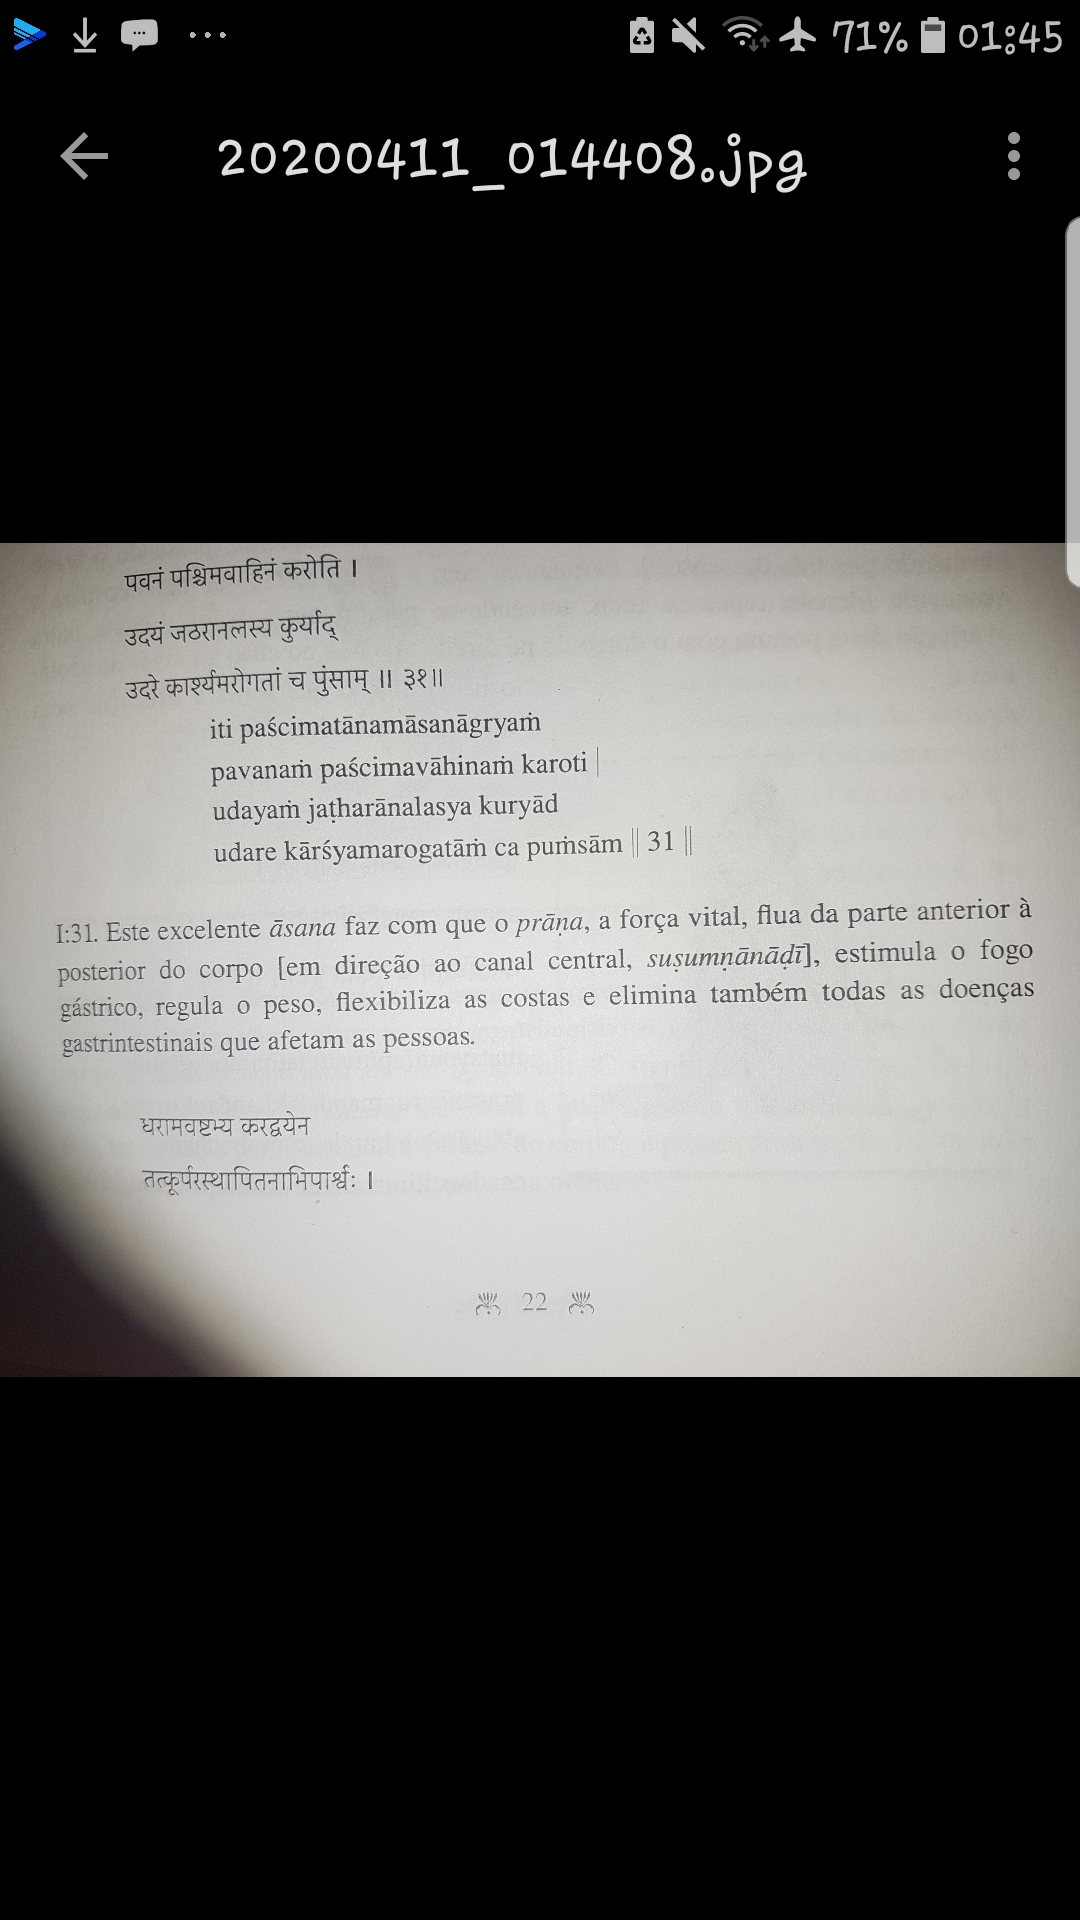 71% 01:45
20200411_014408.jpg
पवनं पश्चिमवाहिनं करोति ।
उदयं जठरानलस्य कुर्याद्
उदरे कार्श्यमरोगतां च पुंसाम् ॥ ३१॥
iti paścimatānamāsanāgryaṁ
pavanaṁ paścimavāhinaṁ karoti |
udayaṁ jaṭharānalasya kuryād
udare kārśyamarogatāṁ ca puṁsām || 31 ||
I:31. Este excelente āsana faz com que o prāṇa, a força vital, flua da parte anterior à
posterior do corpo [em direção ao canal central, suṣumṇānāḍī], estimula o fogo
gástrico, regula o peso, flexibiliza as costas e elimina também todas as doenças
gastrintestinais que afetam as pessoas.
धरामवष्टभ्य करद्वयेन
तत्कूर्परस्थापितनाभिपार्श्वः ।
22